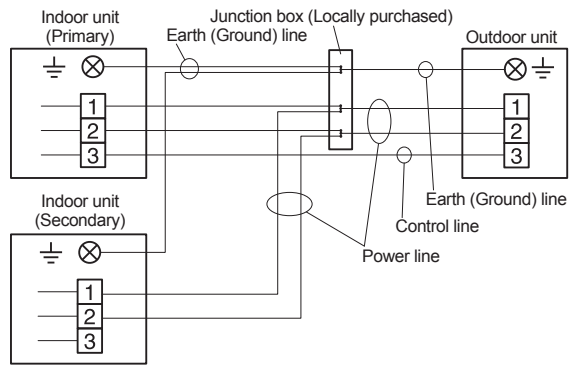 Indoor unit
(Primary)
Earth (Ground) line
Junction box (Locally purchased)
Outdoor unit
1
2
3
1
2
3
Earth (Ground) line
Control line
Power line
Indoor unit
(Secondary)
1
2
3